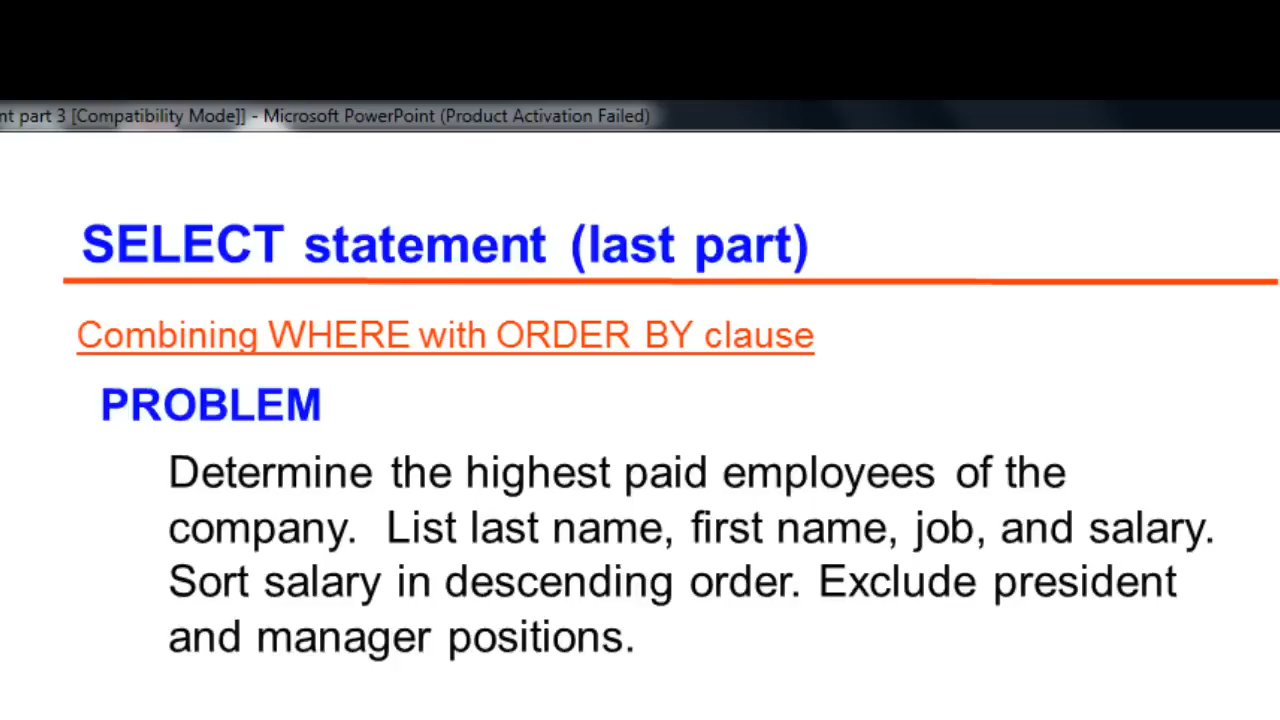 nt part 3 [Compatibility Mode]] - Microsoft PowerPoint (Product Activation Failed)
SELECT statement (last part)
Combining WHERE with ORDER BY clause
PROBLEM
Determine the highest paid employees of the
company. List last name, first name, job, and salary.
Sort salary in descending order. Exclude president
and manager positions.